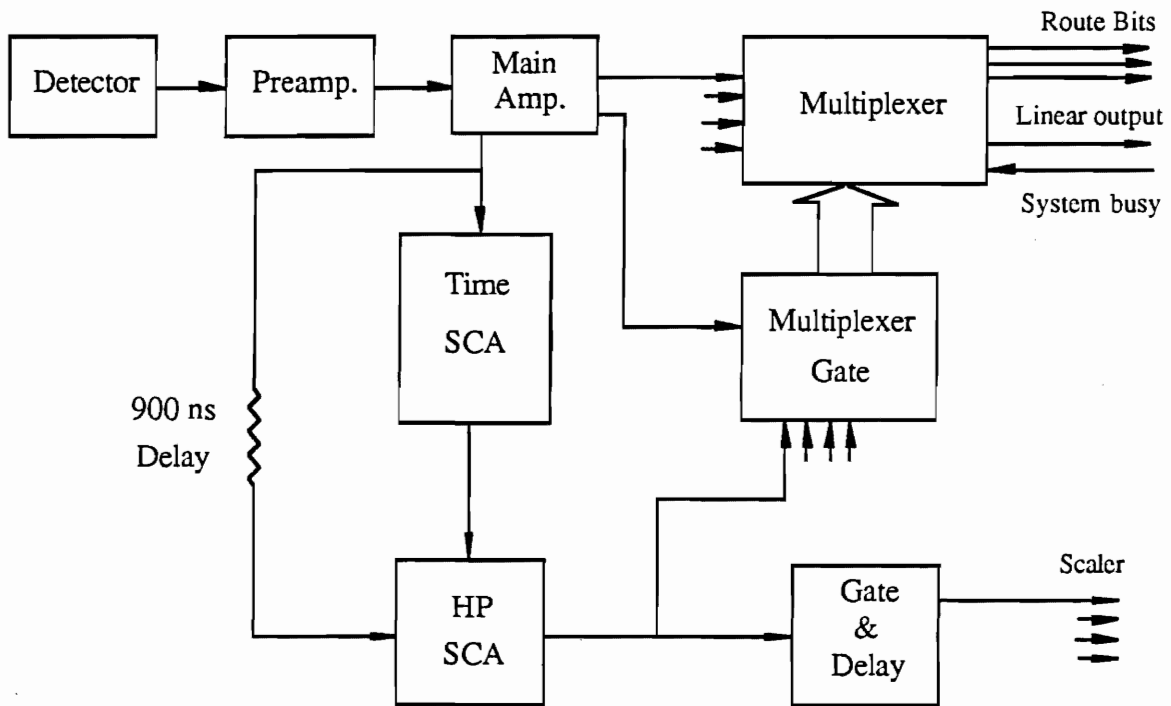 Route Bits
Detector
Preamp.
Main
Amp.
Multiplexer
Linear output
System busy
Time
SCA
Multiplexer
Gate
900 ns
Delay
HP
SCA
Gate
&
Delay
Scaler